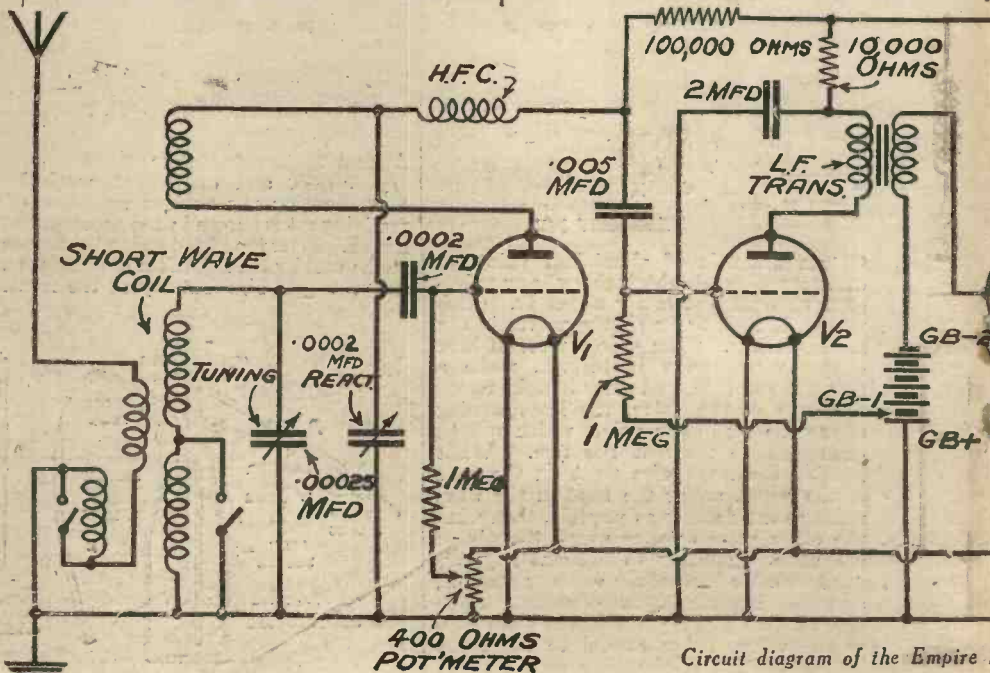 100,000 OHMS
10,000
OHMS
H.F.C.
2 MFD
.005
MFD
L.F.
TRANS.
.0002
MFD
SHORT WAVE
COIL
V1
V2
GB-2
.0002
MFD
REACT.
TUNING
GB-1
1 MEG
GB+
.00025
MFD
1 MEG
400 OHMS
POT'METER
Circuit diagram of the Empire